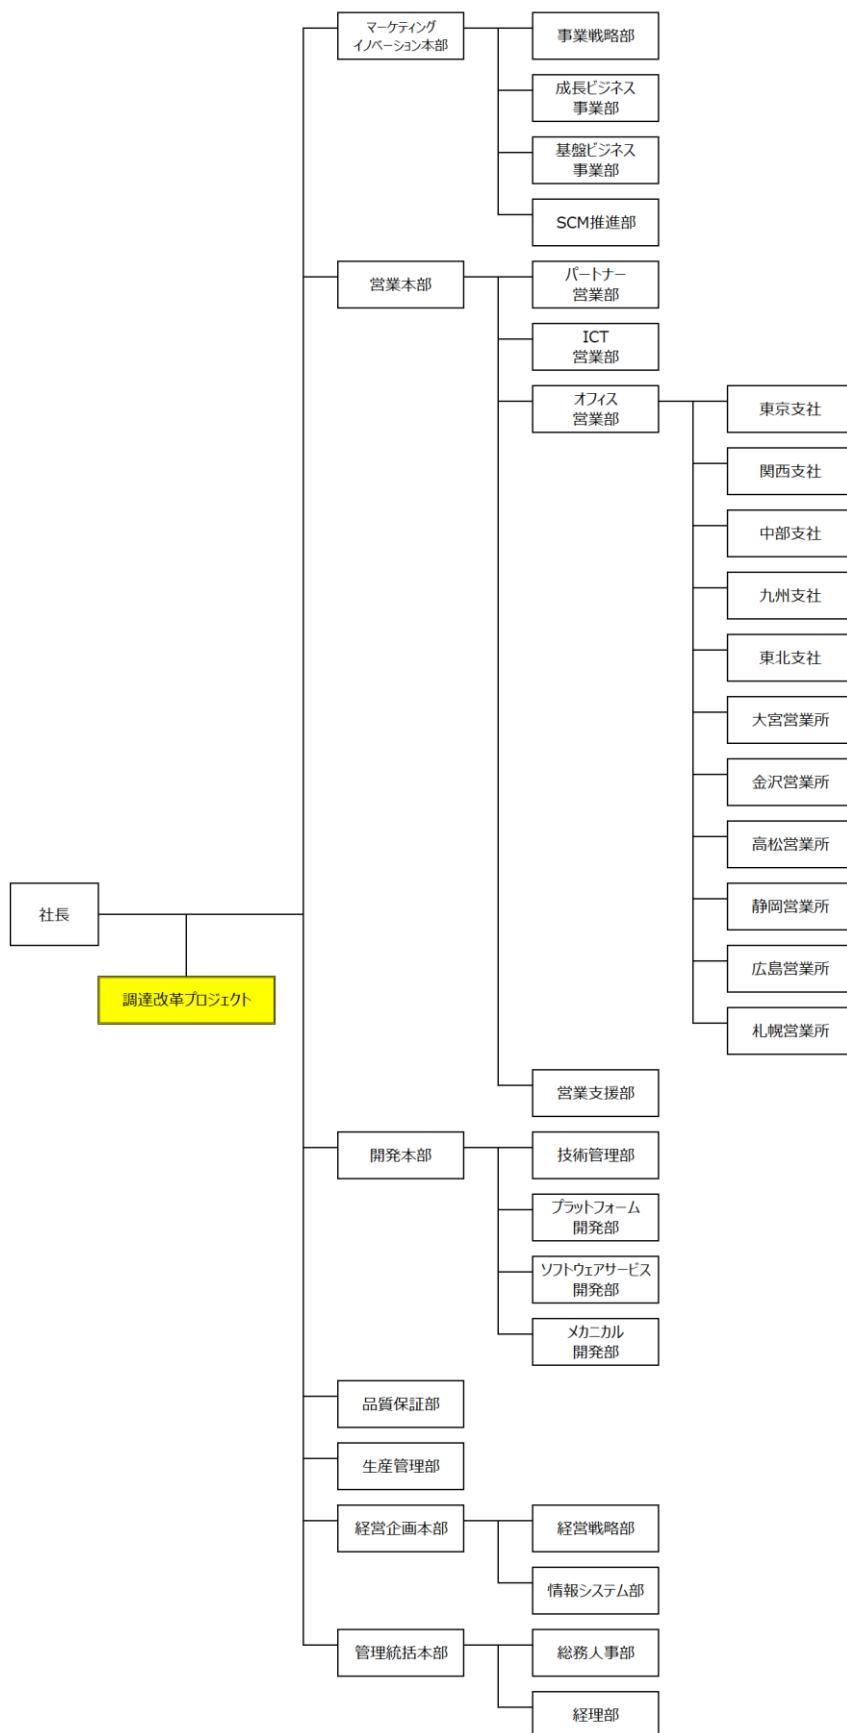 マーケティング
イノベーション本部
事業戦略部
成長ビジネス
事業部
基盤ビジネス
事業部
SCM推進部
営業本部
パートナー
営業部
ICT
営業部
オフィス
営業部
東京支社
関西支社
中部支社
九州支社
東北支社
大宮営業所
金沢営業所
高松営業所
静岡営業所
広島営業所
札幌営業所
社長
調達改革プロジェクト
営業支援部
開発本部
技術管理部
プラットフォーム
開発部
ソフトウェアサービス
開発部
メカニカル
開発部
品質保証部
生産管理部
経営企画本部
経営戦略部
情報システム部
管理統括本部
総務人事部
経理部